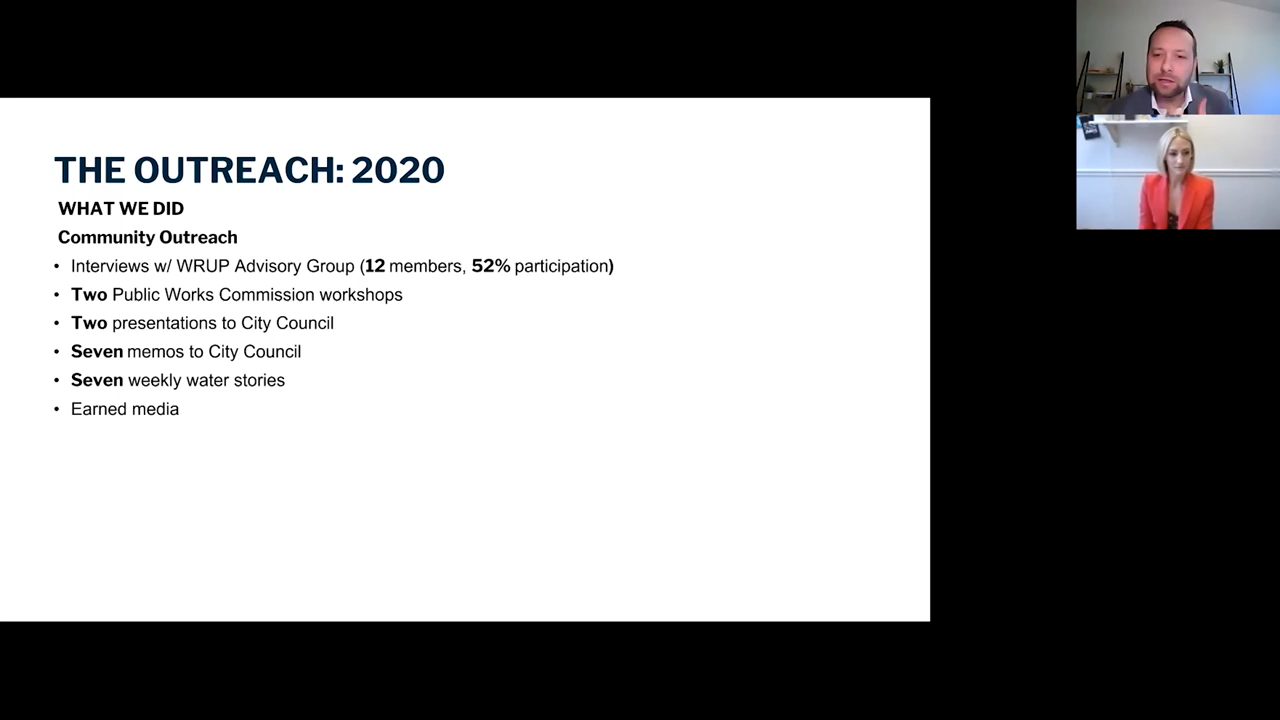 THE OUTREACH: 2020
WHAT WE DID
Community Outreach
• Interviews w/ WRUP Advisory Group (12 members, 52% participation)
• Two Public Works Commission workshops
• Two presentations to City Council
• Seven memos to City Council
• Seven weekly water stories
• Earned media